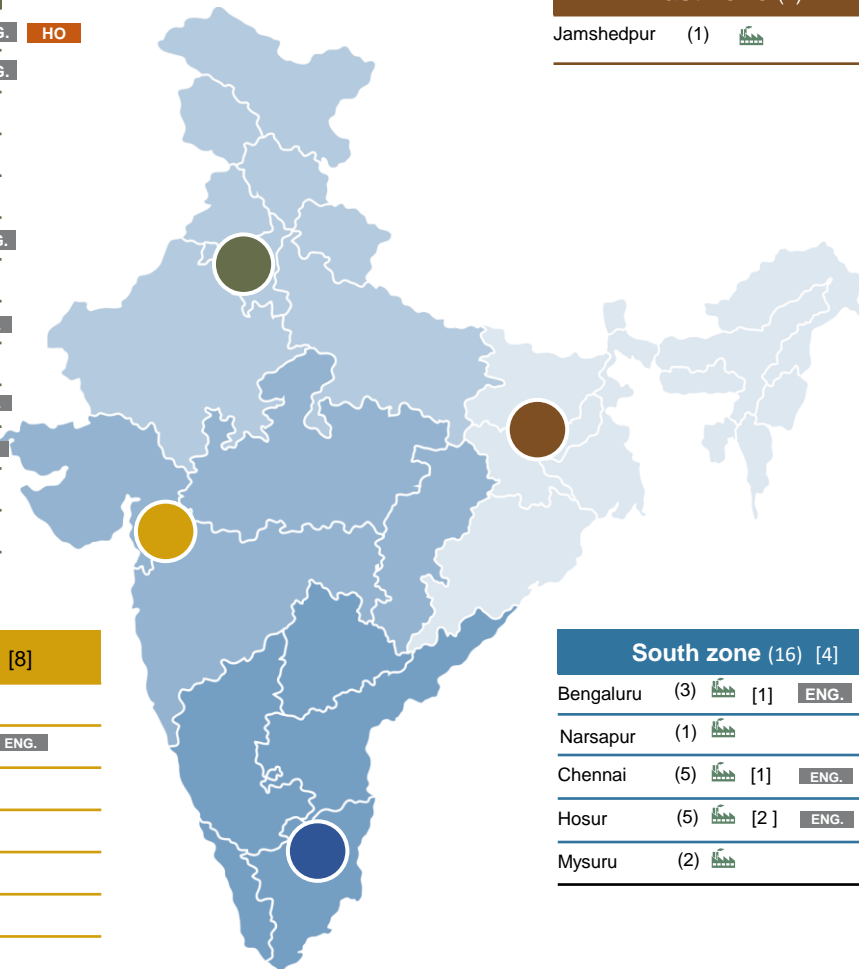 HO
Jamshedpur (1)
[8]
ENG.
South zone (16) [4]
Bengaluru (3) [1] ENG.
Narsapur (1)
Chennai (5) [1] ENG.
Hosur (5) [2 ] ENG.
Mysuru (2)